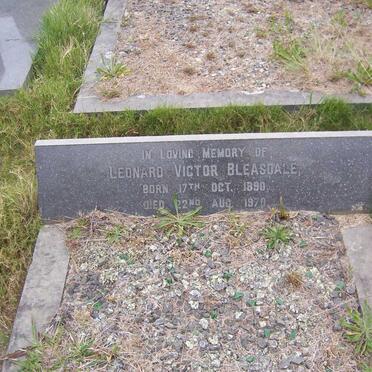 IN LOVING MEMORY OF
LEONARD VICTOR BLEASDALE,
BORN 17TH OCT. 1890.
DIED 22ND AUG. 1970.